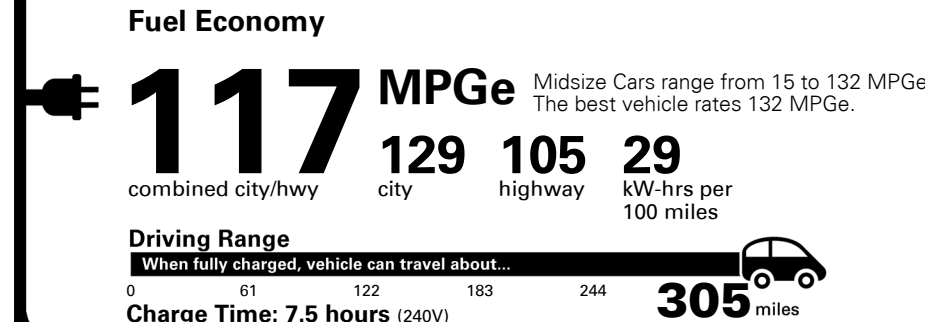 Fuel Economy
117 MPGe
Midsize Cars range from 15 to 132 MPGe
The best vehicle rates 132 MPGe.
combined city/hwy
129 city
105 highway
29 kW-hrs per
100 miles
Driving Range
When fully charged, vehicle can travel about...
0 61 122 183 244 305 miles
Charge Time: 7.5 hours (240V)